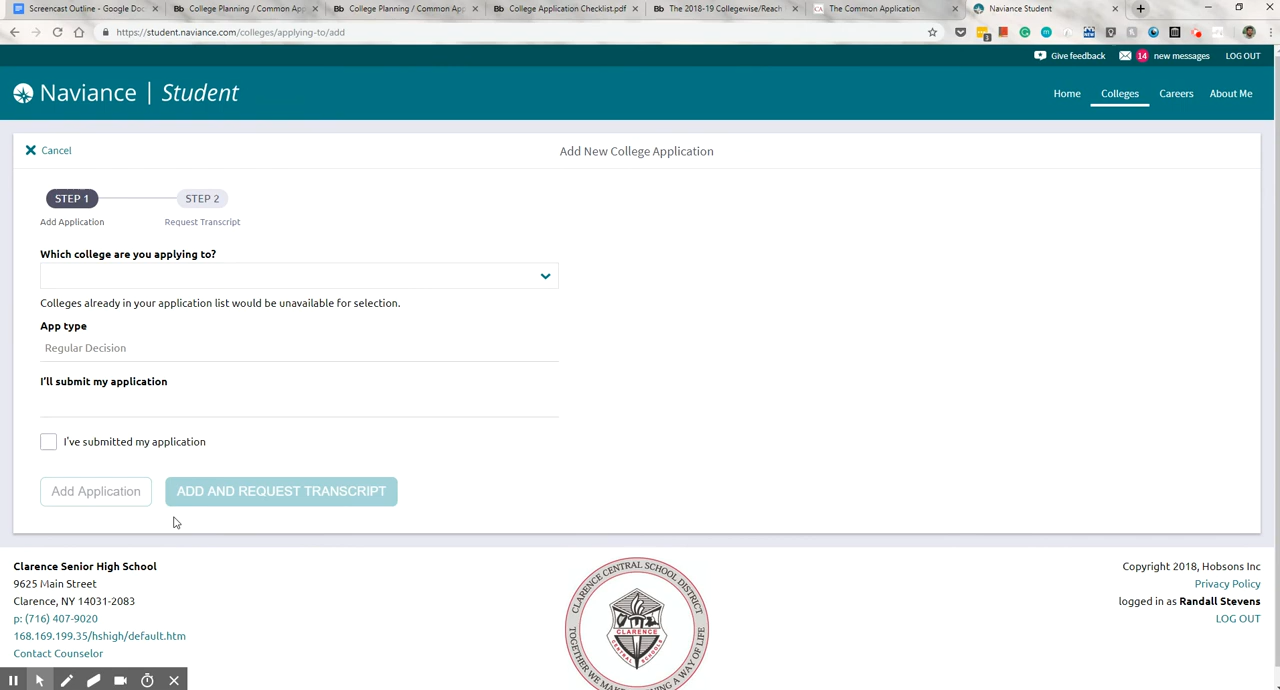 Screencast Outline - Google Doc
College Planning / Common Ap
College Planning / Common Ap
College Application Checklist.pdf
The 2018-19 Collegewise/Reach
The Common Application
Naviance Student
https://student.naviance.com/colleges/applying-to/add
Give feedback
14 new messages
LOG OUT
Naviance | Student
Home
Colleges
Careers
About Me
Cancel
Add New College Application
STEP 1
STEP 2
Add Application
Request Transcript
Which college are you applying to?
Colleges already in your application list would be unavailable for selection.
App type
Regular Decision
I'll submit my application
I've submitted my application
Add Application
ADD AND REQUEST TRANSCRIPT
Clarence Senior High School
9625 Main Street
Clarence, NY 14031-2083
p: (716) 407-9020
168.169.199.35/hshigh/default.htm
Contact Counselor
CLARENCE CENTRAL SCHOOL DISTRICT
CLARENCE
Copyright 2018, Hobsons Inc
Privacy Policy
logged in as Randall Stevens
LOG OUT